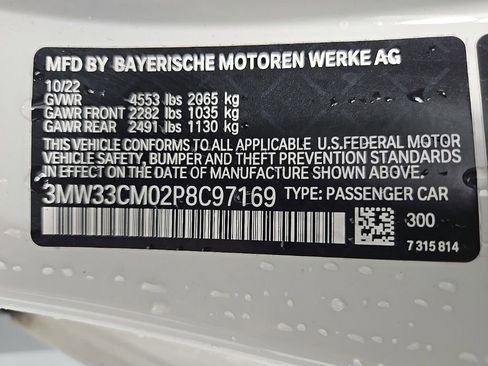 MFD BY BAYERISCHE MOTOREN WERKE AG
10/22
GVWR 4553 lbs 2065 kg
GAWR FRONT 2282 lbs 1035 kg
GAWR REAR 2491 lbs 1130 kg
THIS VEHICLE CONFORMS TO ALL APPLICABLE U.S.FEDERAL MOTOR
VEHICLE SAFETY, BUMPER AND THEFT PREVENTION STANDARDS
IN EFFECT ON THE DATE OF MANUFACTURE SHOWN ABOVE.
3MW33CM02P8C97169 TYPE: PASSENGER CAR
300
7 315 814